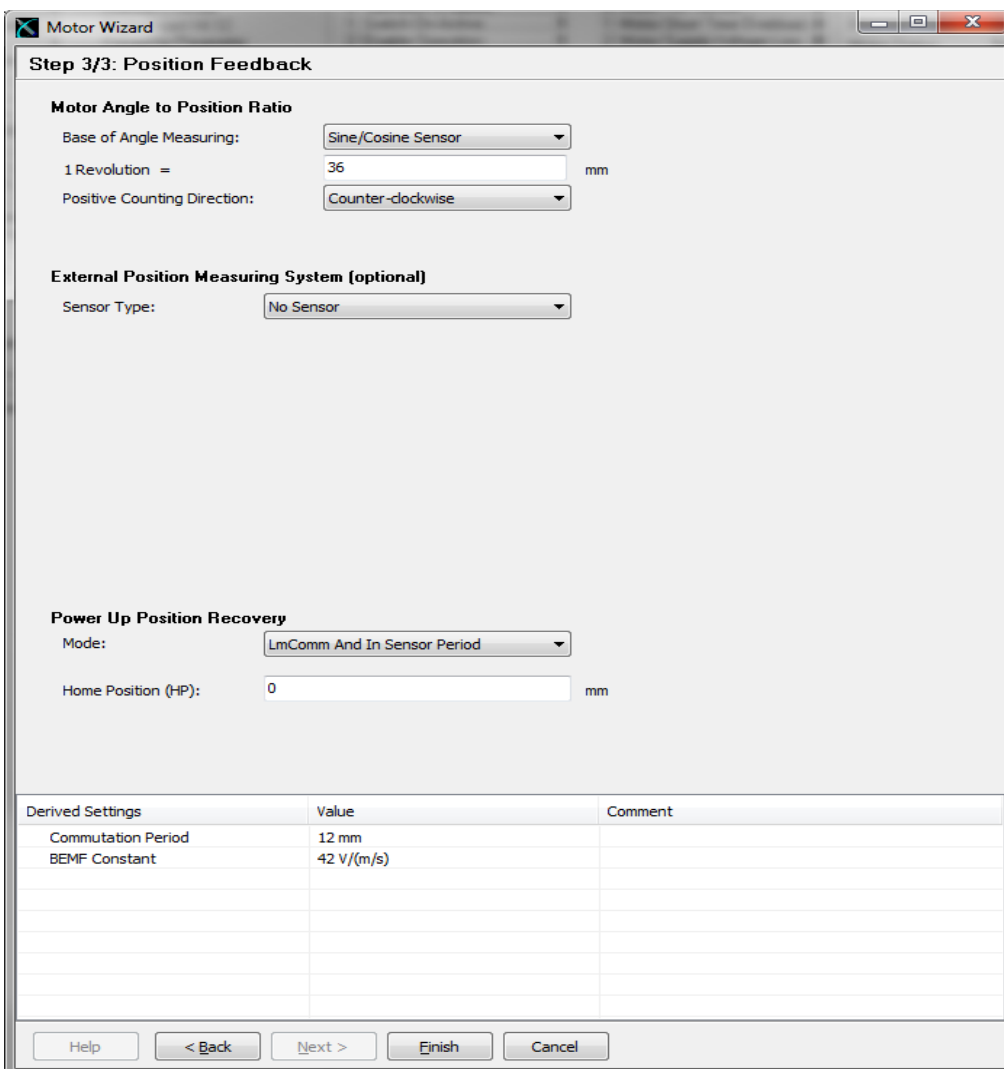 Motor Wizard
Step 3/3: Position Feedback
Motor Angle to Position Ratio
Base of Angle Measuring: Sine/Cosine Sensor
1 Revolution = 36 mm
Positive Counting Direction: Counter-clockwise
External Position Measuring System (optional)
Sensor Type: No Sensor
Power Up Position Recovery
Mode: LmComm And In Sensor Period
Home Position (HP): 0 mm
Derived Settings Value Comment
Commutation Period 12 mm
BEMF Constant 42 V/(m/s)
Help < Back Next > Finish Cancel